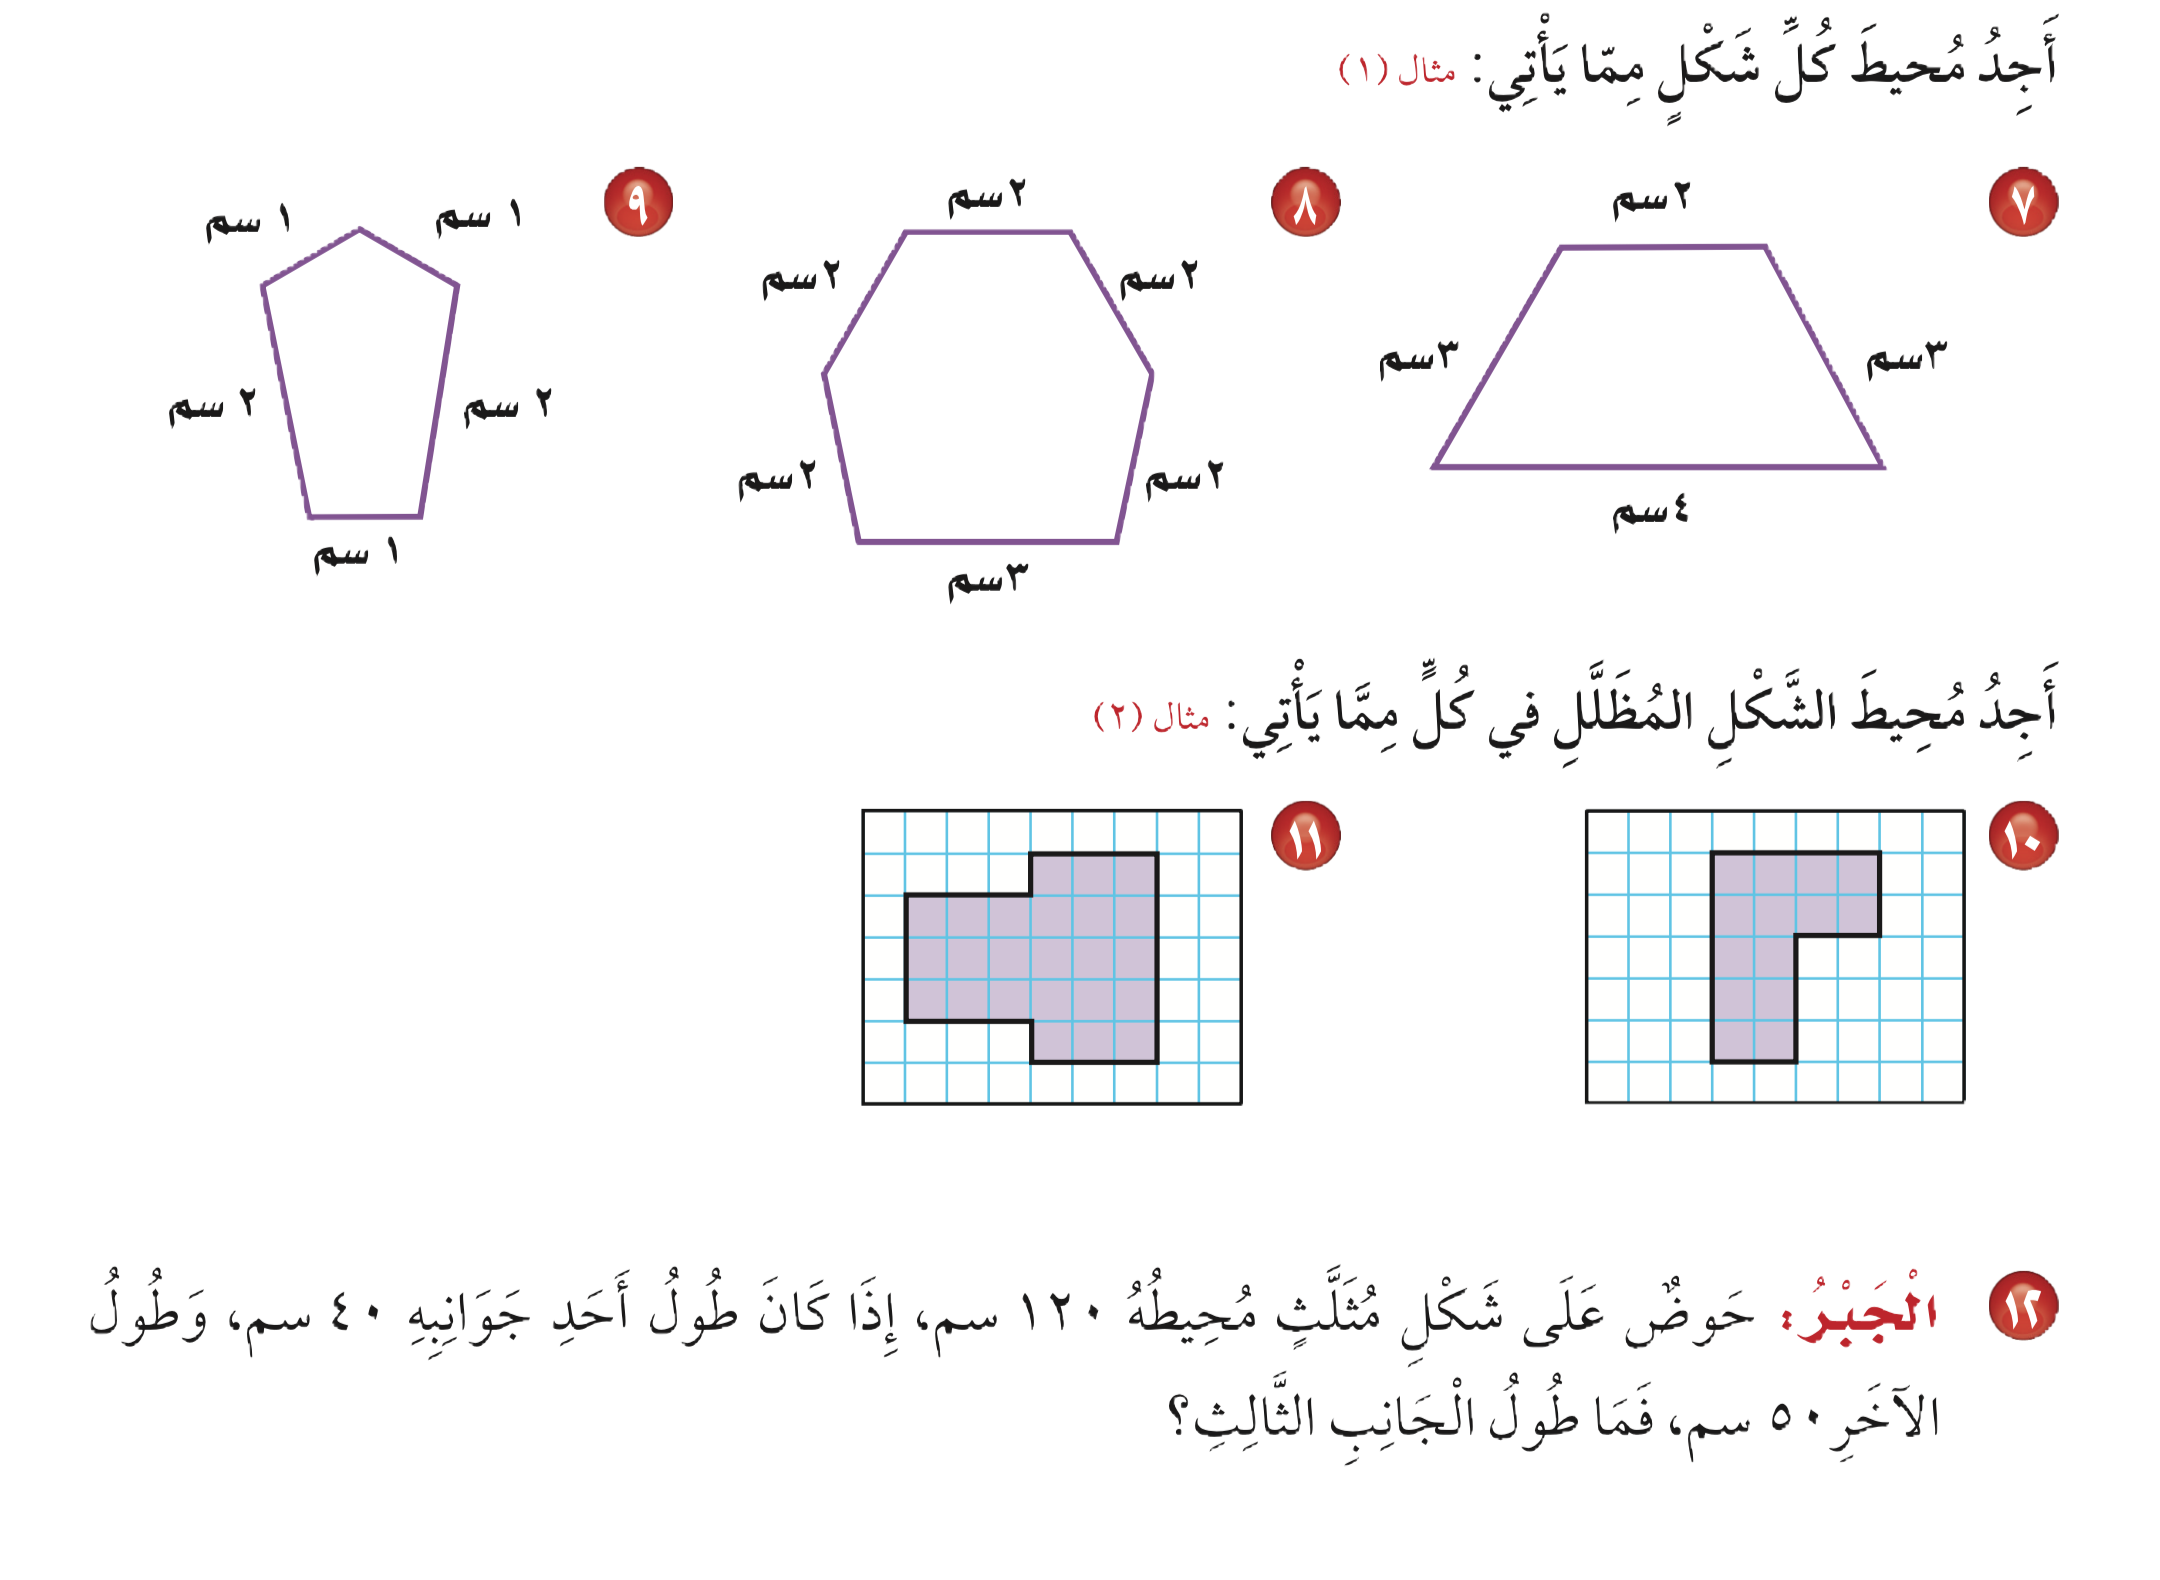 أَجِدُ مُحيطَ كُلِّ شَكْلٍ مِمّا يَأْتِي: مثال (١)
٧
٢سم
٣سم
٣سم
٤سم
٨
٢سم
٢سم
٢سم
٢سم
٢سم
٣سم
٩
١ سم
١ سم
٢ سم
٢ سم
١ سم
أَجِدُ مُحِيطَ الشَّكْلِ المُظَلَّلِ في كُلٍّ مِمَّا يَأْتِي: مثال (٢)
١٠
١١
١٢ الْجَبْرُ: حَوضٌ عَلَى شَكْلِ مُثَلَّثٍ مُحِيطُهُ ١٢٠ سم، إِذَا كَانَ طُولُ أَحَدِ جَوَانِبِهِ ٤٠ سم، وَطُولُ
الآخَرِ ٥٠ سم، فَمَا طُولُ الْجَانِبِ الثَّالِثِ؟